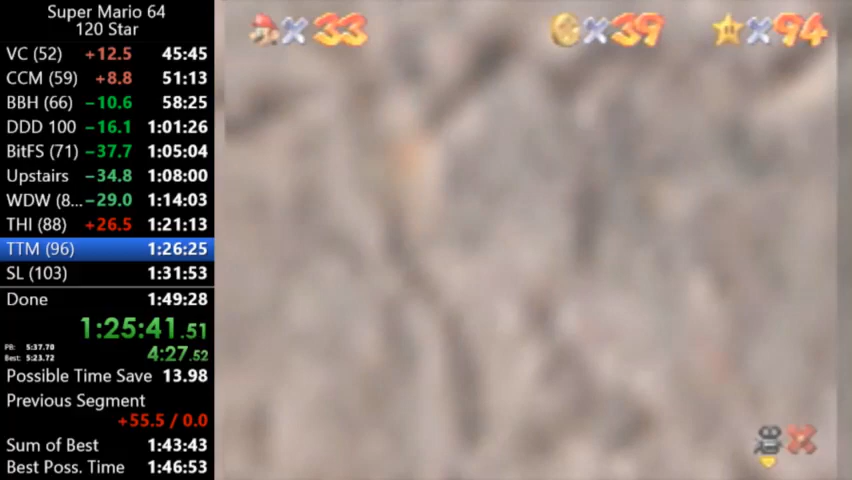 Super Mario 64
120 Star
VC (52) +12.5 45:45
CCM (59) +8.8 51:13
BBH (66) −10.6 58:25
DDD 100 −16.1 1:01:26
BitFS (71) −37.7 1:05:04
Upstairs −34.8 1:08:00
WDW (8... −29.0 1:14:03
THI (88) +26.5 1:21:13
TTM (96) 1:26:25
SL (103) 1:31:53
Done 1:49:28
1:25:41.51
PB: 5:37.70
Best: 5:23.72
4:27.52
Possible Time Save 13.98
Previous Segment
+55.5 / 0.0
Sum of Best 1:43:43
Best Poss. Time 1:46:53
×33
×39
×94